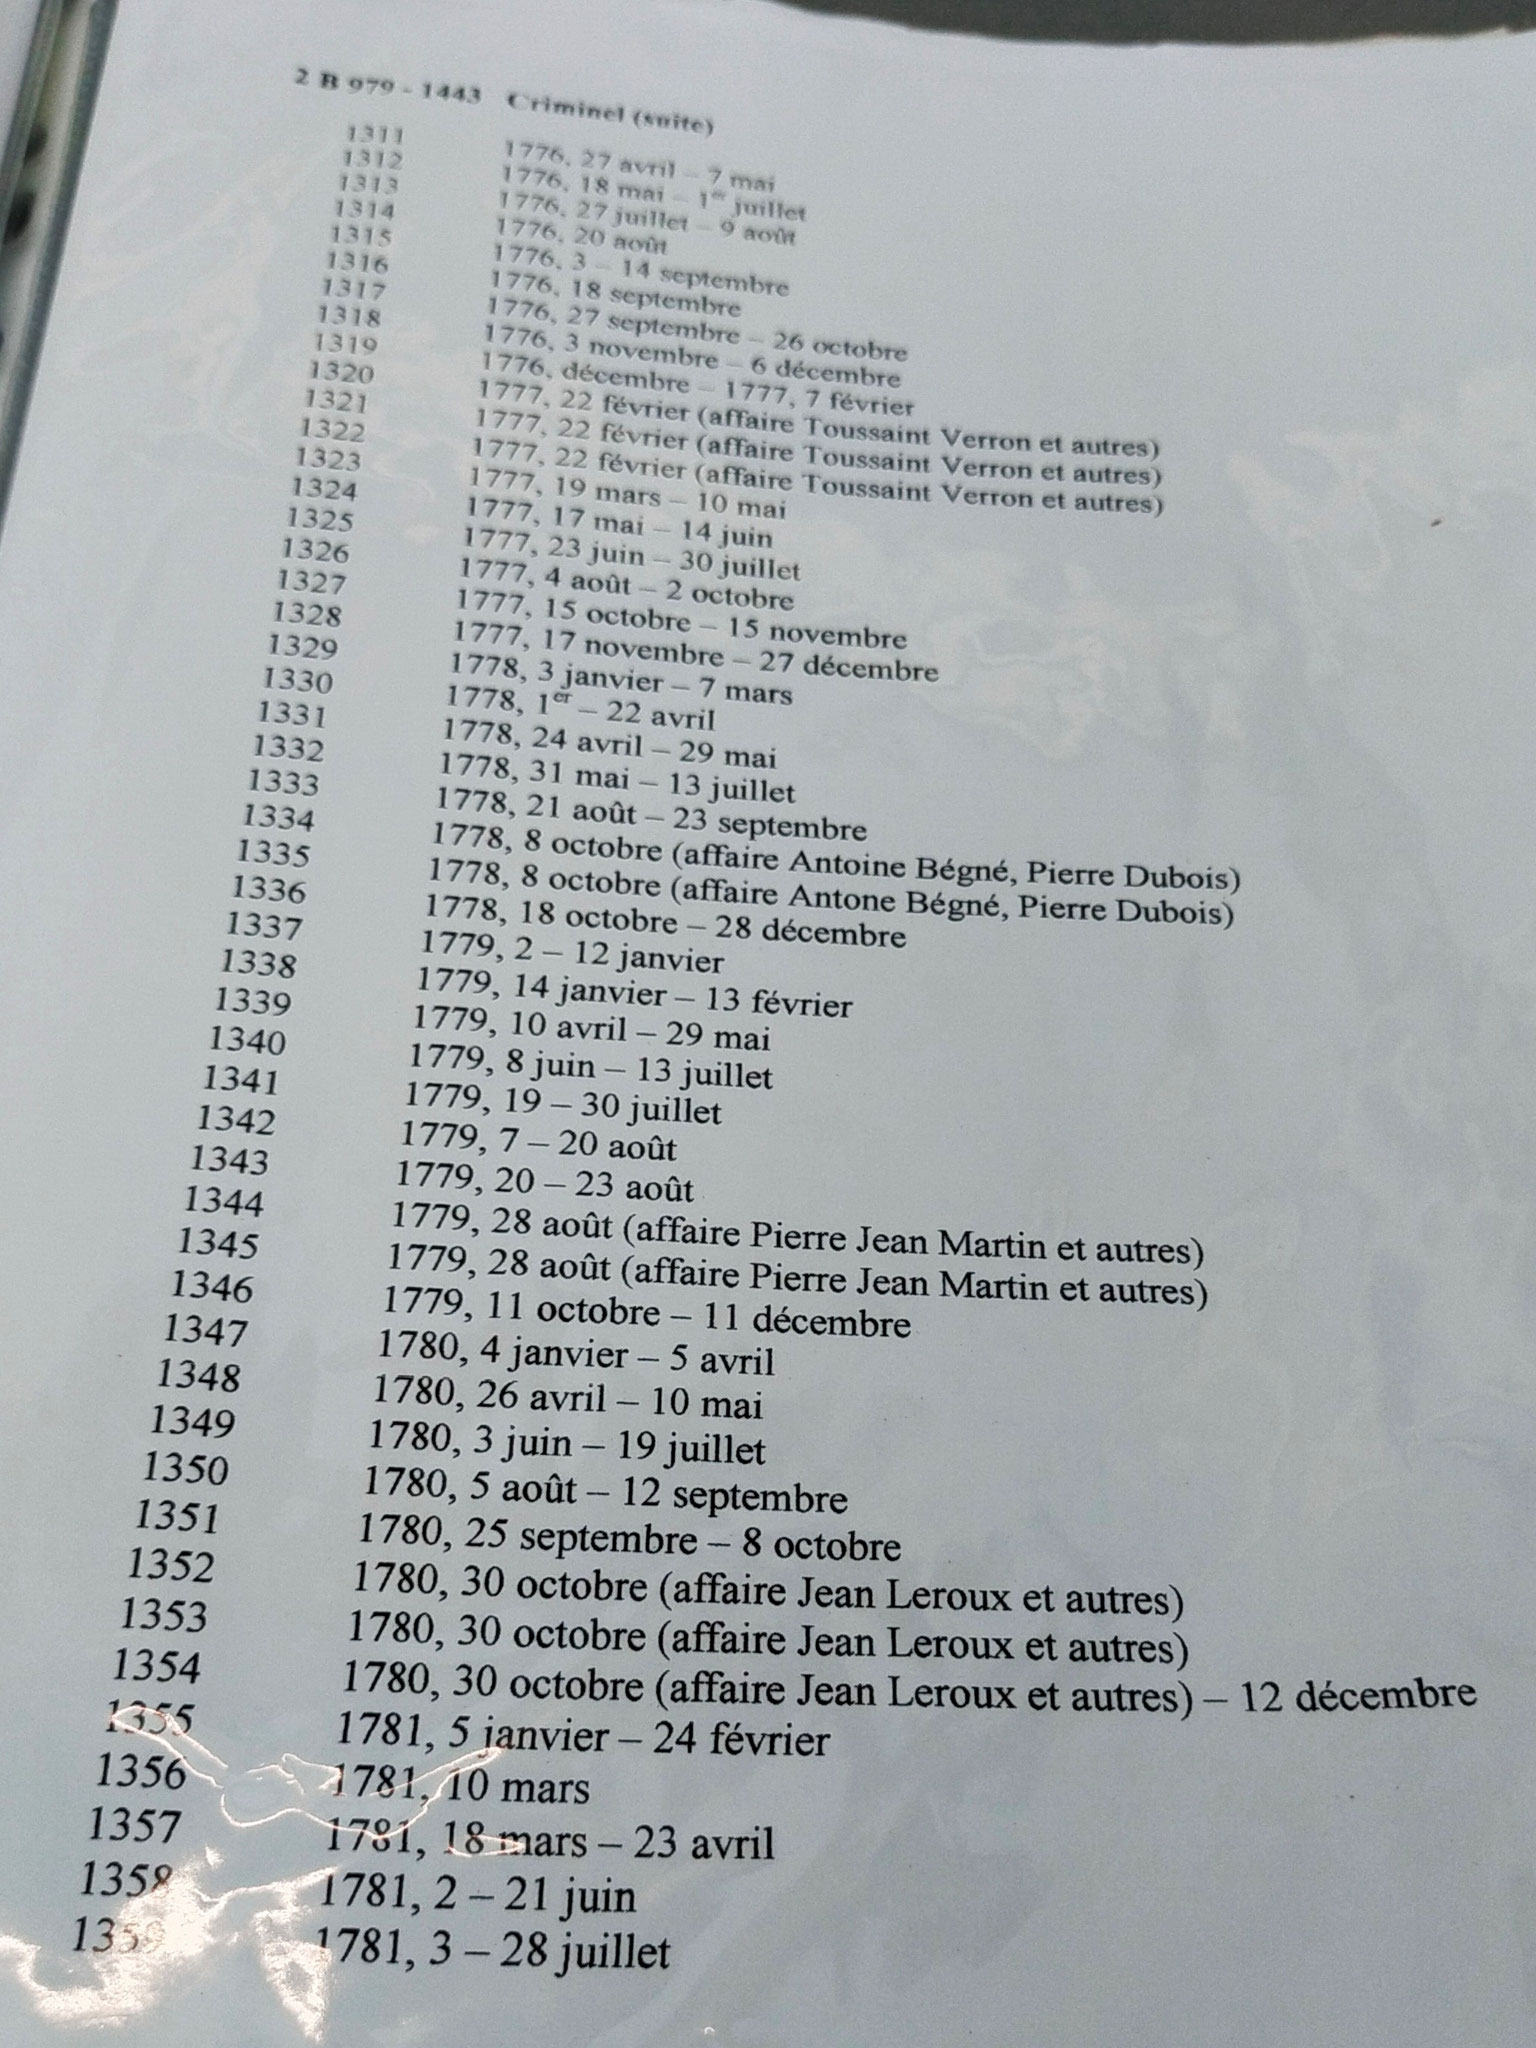 2 B 979 - 1443 Criminel (suite)
1311 1776, 27 avril – 7 mai
1312 1776, 18 mai – 1er juillet
1313 1776, 27 juillet – 9 août
1314 1776, 20 août
1315 1776, 3 – 14 septembre
1316 1776, 18 septembre
1317 1776, 27 septembre – 26 octobre
1318 1776, 3 novembre – 6 décembre
1319 1776, décembre – 1777, 7 février
1320 1777, 22 février (affaire Toussaint Verron et autres)
1321 1777, 22 février (affaire Toussaint Verron et autres)
1322 1777, 22 février (affaire Toussaint Verron et autres)
1323 1777, 19 mars – 10 mai
1324 1777, 17 mai – 14 juin
1325 1777, 23 juin – 30 juillet
1326 1777, 4 août – 2 octobre
1327 1777, 15 octobre – 15 novembre
1328 1777, 17 novembre – 27 décembre
1329 1778, 3 janvier – 7 mars
1330 1778, 1er – 22 avril
1331 1778, 24 avril – 29 mai
1332 1778, 31 mai – 13 juillet
1333 1778, 21 août – 23 septembre
1334 1778, 8 octobre (affaire Antoine Bégné, Pierre Dubois)
1335 1778, 8 octobre (affaire Antone Bégné, Pierre Dubois)
1336 1778, 18 octobre – 28 décembre
1337 1779, 2 – 12 janvier
1338 1779, 14 janvier – 13 février
1339 1779, 10 avril – 29 mai
1340 1779, 8 juin – 13 juillet
1341 1779, 19 – 30 juillet
1342 1779, 7 – 20 août
1343 1779, 20 – 23 août
1344 1779, 28 août (affaire Pierre Jean Martin et autres)
1345 1779, 28 août (affaire Pierre Jean Martin et autres)
1346 1779, 11 octobre – 11 décembre
1347 1780, 4 janvier – 5 avril
1348 1780, 26 avril – 10 mai
1349 1780, 3 juin – 19 juillet
1350 1780, 5 août – 12 septembre
1351 1780, 25 septembre – 8 octobre
1352 1780, 30 octobre (affaire Jean Leroux et autres)
1353 1780, 30 octobre (affaire Jean Leroux et autres)
1354 1780, 30 octobre (affaire Jean Leroux et autres) – 12 décembre
1355 1781, 5 janvier – 24 février
1356 1781, 10 mars
1357 1781, 18 mars – 23 avril
1358 1781, 2 – 21 juin
1359 1781, 3 – 28 juillet